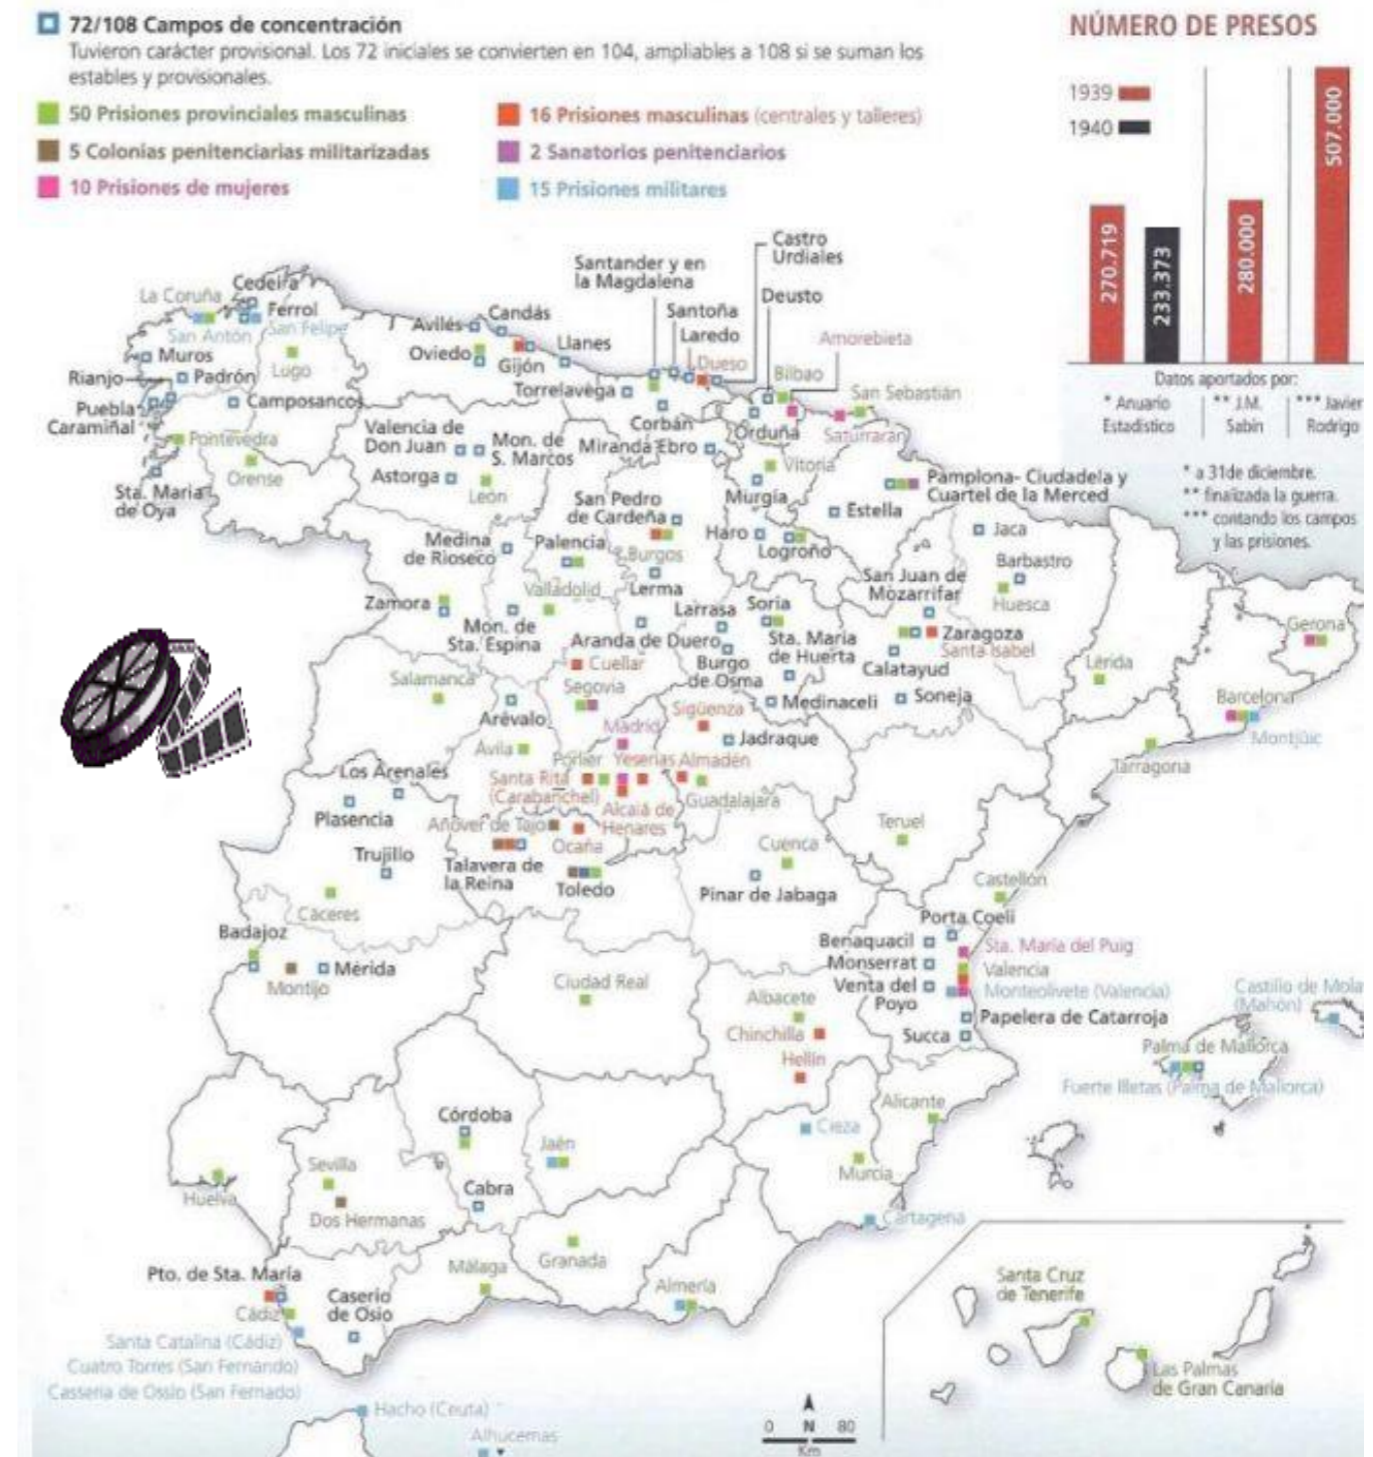 72/108 Campos de concentración
Tuvieron carácter provisional. Los 72 iniciales se convierten en 104, ampliables a 108 si se suman los
estables y provisionales.
50 Prisiones provinciales masculinas
16 Prisiones masculinas (centrales y talleres)
5 Colonias penitenciarias militarizadas
2 Sanatorios penitenciarios
10 Prisiones de mujeres
15 Prisiones militares
NÚMERO DE PRESOS
1939
1940
270.719
233.373
280.000
507.000
Datos aportados por:
* Anuario
Estadístico
** J.M.
Sabin
*** Javier
Rodrigo
* a 31de diciembre.
** finalizada la guerra.
*** contando los campos
y las prisiones.
Castro
Urdiales
Santander y en
la Magdalena
Deusto
Santoña
Laredo
Dueso
Amorebieta
Cedeira
La Coruña
Ferrol
San Antón
San Felipe
Muros
Lugo
Rianjo
Padrón
Puebla
Caramiñal
Camposancos
Pontevedra
Orense
Sta. Maria
de Oya
Avilés
Candás
Oviedo
Gijón
Llanes
Torrelavega
Corbán
Bilbao
San Sebastián
Orduña
Saturrarán
Valencia de
Don Juan
Mon. de
S. Marcos
Miranda Ebro
Astorga
León
Vitoria
Murgia
Pamplona- Ciudadela y
Cuartel de la Merced
Estella
San Pedro
de Cardeña
Burgos
Haro
Logroño
Jaca
Medina
de Rioseco
Palencia
Barbastro
Huesca
Valladolid
Lerma
San Juan de
Mozarrifar
Zamora
Mon. de
Sta. Espina
Larrasa
Soria
Aranda de Duero
Burgo
de Osma
Sta. Maria
de Huerta
Zaragoza
Santa Isabel
Calatayud
Gerona
Lérida
Barcelona
Montjüic
Tarragona
Cuellar
Salamanca
Segovia
Arévalo
Medinaceli
Soneja
Sigüenza
Madrid
Jadraque
Ávila
Porlier
Yeserias
Almadén
Santa Rita
(Carabanchel)
Guadalajara
Los Arenales
Plasencia
Alcalá de
Henares
Añover de Tajo
Ocaña
Teruel
Cuenca
Trujillo
Talavera de
la Reina
Toledo
Pinar de Jabaga
Cáceres
Castellón
Badajoz
Porta Coeli
Benaquacil
Sta. María del Puig
Monserrat
Valencia
Mérida
Montijo
Ciudad Real
Venta del
Poyo
Monteolivete (Valencia)
Castillo de Mola
(Mahón)
Albacete
Papelera de Catarroja
Chinchilla
Succa
Palma de Mallorca
Hellín
Fuerte Illetas (Palma de Mallorca)
Alicante
Córdoba
Cieza
Jaén
Sevilla
Murcia
Huelva
Cabra
Dos Hermanas
Cartagena
Granada
Pto. de Sta. María
Málaga
Almería
Caserio
de Osio
Cádiz
Santa Catalina (Cádiz)
Cuatro Torres (San Fernando)
Casseria de Ossio (San Fernado)
Santa Cruz
de Tenerife
Las Palmas
de Gran Canaria
Hacho (Ceuta)
Alhucemas
0 N 80
Km